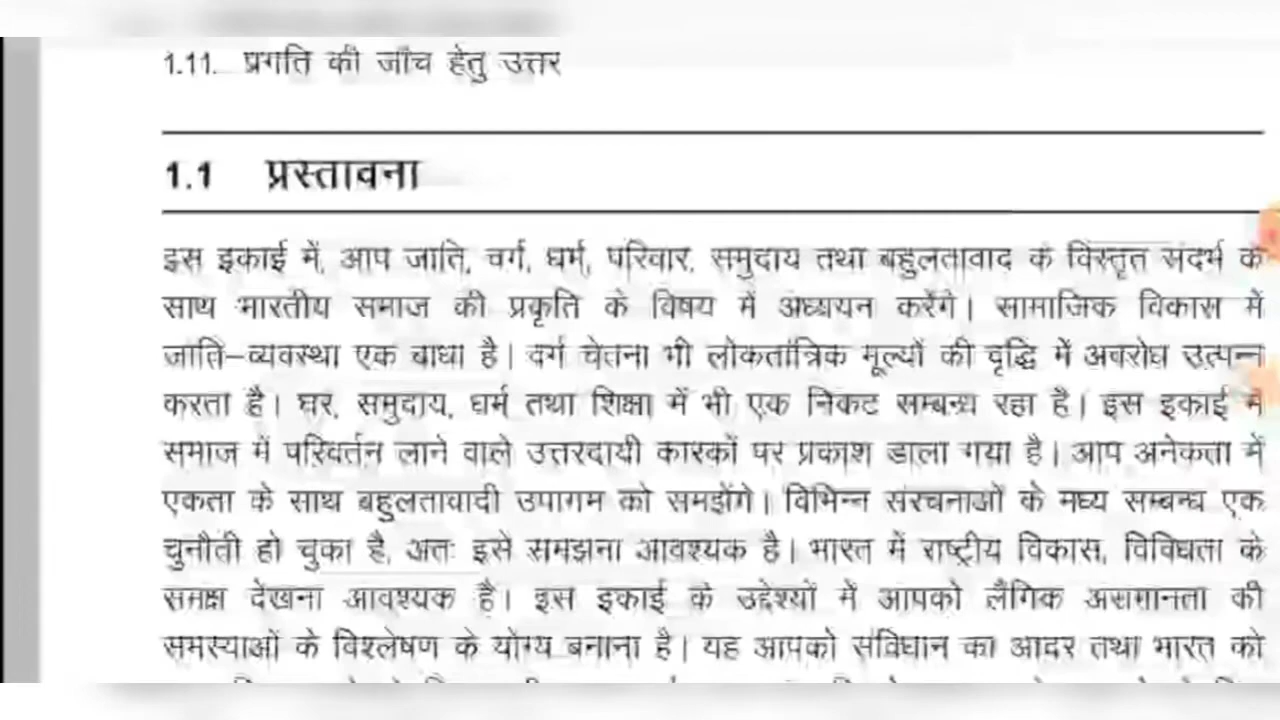 1.11. प्रगति की जाँच हेतु उत्तर
1.1 प्रस्तावना
इस इकाई में, आप जाति, वर्ग, धर्म, परिवार, समुदाय तथा बहुलतावाद के विस्तृत संदर्भ के
साथ भारतीय समाज की प्रकृति के विषय में अध्ययन करेंगे। सामाजिक विकास में
जाति–व्यवस्था एक बाधा है। वर्ग चेतना भी लोकतांत्रिक मूल्यों की वृद्धि में अवरोध उत्पन्न
करता है। घर, समुदाय, धर्म तथा शिक्षा में भी एक निकट सम्बन्ध रहा है। इस इकाई में
समाज में परिवर्तन लाने वाले उत्तरदायी कारकों पर प्रकाश डाला गया है। आप अनेकता में
एकता के साथ बहुलतावादी उपागम को समझेंगे। विभिन्न संरचनाओं के मध्य सम्बन्ध एक
चुनौती हो चुका है, अतः इसे समझना आवश्यक है। भारत में राष्ट्रीय विकास, विविधता के
समक्ष देखना आवश्यक है। इस इकाई के उद्देश्यों में आपको लैंगिक असमानता की
समस्याओं के विश्लेषण के योग्य बनाना है। यह आपको संविधान का आदर तथा भारत को